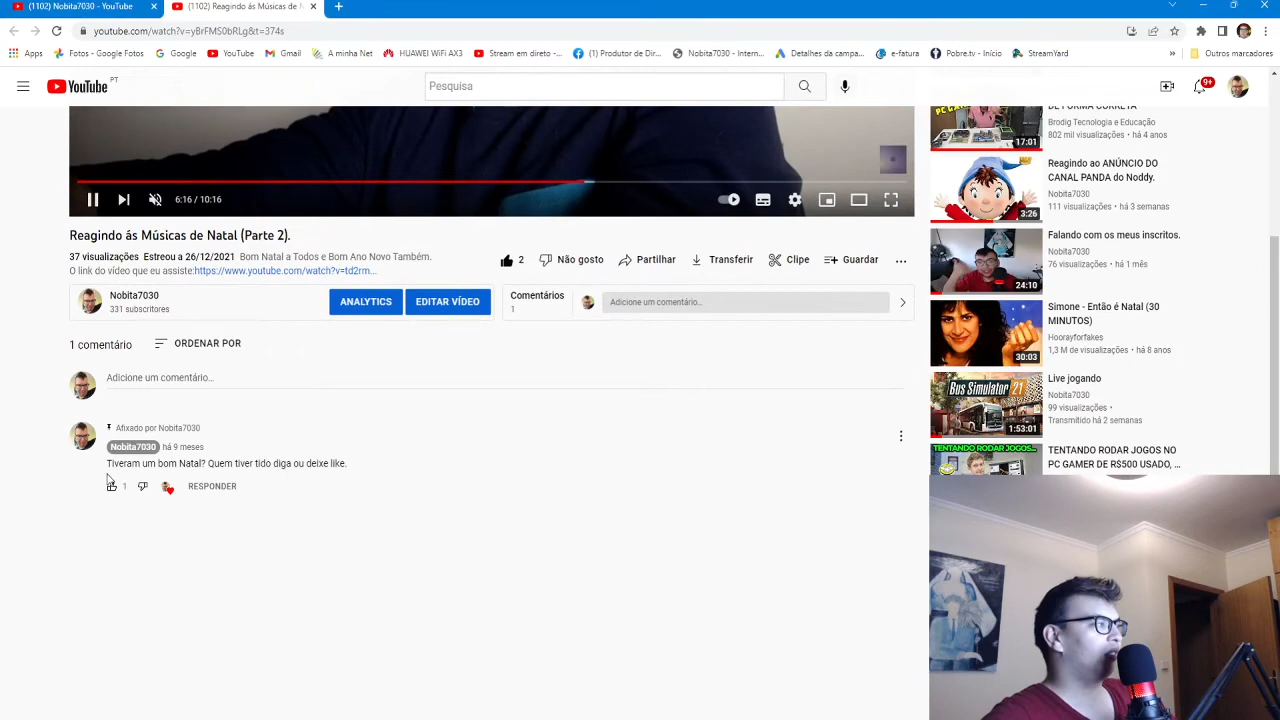 (1102) Nobita7030 - YouTube
(1102) Reagindo ás Músicas de N
youtube.com/watch?v=yBrFMS0bRLg&t=374s
Apps
Fotos - Google Fotos
Google
YouTube
Gmail
A minha Net
HUAWEI WiFi AX3
Stream em direto -...
(1) Produtor de Dir...
Nobita7030 - Intern...
Detalhes da campa...
e-fatura
Pobre.tv - Início
StreamYard
Outros marcadores
YouTube PT
Pesquisa
9+
6:16 / 10:16
Reagindo ás Músicas de Natal (Parte 2).
37 visualizações Estreou a 26/12/2021 Bom Natal a Todos e Bom Ano Novo Também.
O link do vídeo que eu assiste:https://www.youtube.com/watch?v=td2rm...
2
Não gosto
Partilhar
Transferir
Clipe
Guardar
Nobita7030
331 subscritores
ANALYTICS
EDITAR VÍDEO
Comentários
1
Adicione um comentário...
1 comentário
ORDENAR POR
Adicione um comentário...
Afixado por Nobita7030
Nobita7030 há 9 meses
Tiveram um bom Natal? Quem tiver tido diga ou deixe like.
1
RESPONDER
DE FORMA CORRETA
Brodig Tecnologia e Educação
802 mil visualizações • há 4 anos
PC GA
17:01
Reagindo ao ANÚNCIO DO
CANAL PANDA do Noddy.
Nobita7030
111 visualizações • há 3 semanas
3:26
Falando com os meus inscritos.
Nobita7030
76 visualizações • há 1 mês
24:10
Simone - Então é Natal (30
MINUTOS)
Hoorayforfakes
1,3 M de visualizações • há 8 anos
30:03
Live jogando
Nobita7030
99 visualizações •
Transmitido há 2 semanas
BUS SIMULATOR 21
1:53:01
TENTANDO RODAR JOGOS NO
PC GAMER DE R$500 USADO, ...
TENTANDO RODAR JOGOS